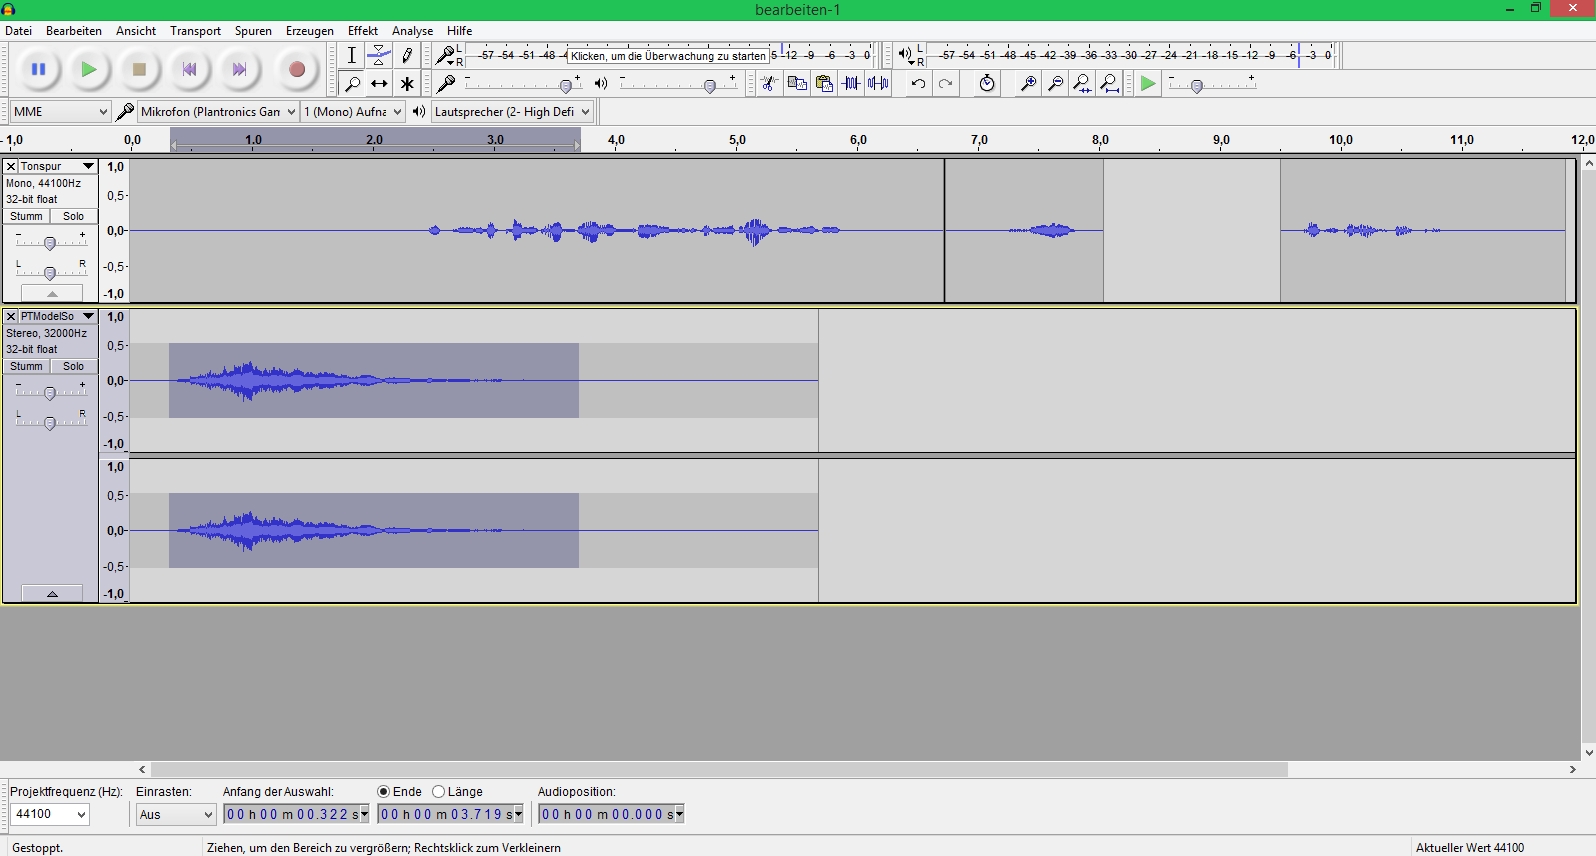 bearbeiten-1
Datei Bearbeiten Ansicht Transport Spuren Erzeugen Effekt Analyse Hilfe
L R -57 -54 -51 -48 Klicken, um die Überwachung zu starten -12 -9 -6 -3 0
L R -57 -54 -51 -48 -45 -42 -39 -36 -33 -30 -27 -24 -21 -18 -15 -12 -9 -6 -3 0
MME Mikrofon (Plantronics Gam 1 (Mono) Aufna Lautsprecher (2- High Defi
- 1,0 0,0 1,0 2,0 3,0 4,0 5,0 6,0 7,0 8,0 9,0 10,0 11,0 12,0
Tonspur 1,0
Mono, 44100Hz
32-bit float 0,5
Stumm Solo
- + 0,0
L R -0,5
-1,0
PTModelSo 1,0
Stereo, 32000Hz
32-bit float 0,5
Stumm Solo
- + 0,0
L R -0,5
-1,0
1,0
0,5
0,0
-0,5
-1,0
Projektfrequenz (Hz): Einrasten: Anfang der Auswahl: Ende Länge Audioposition:
44100 Aus 00 h 00 m 00.322 s 00 h 00 m 03.719 s 00 h 00 m 00.000 s
Gestoppt. Ziehen, um den Bereich zu vergrößern; Rechtsklick zum Verkleinern Aktueller Wert 44100